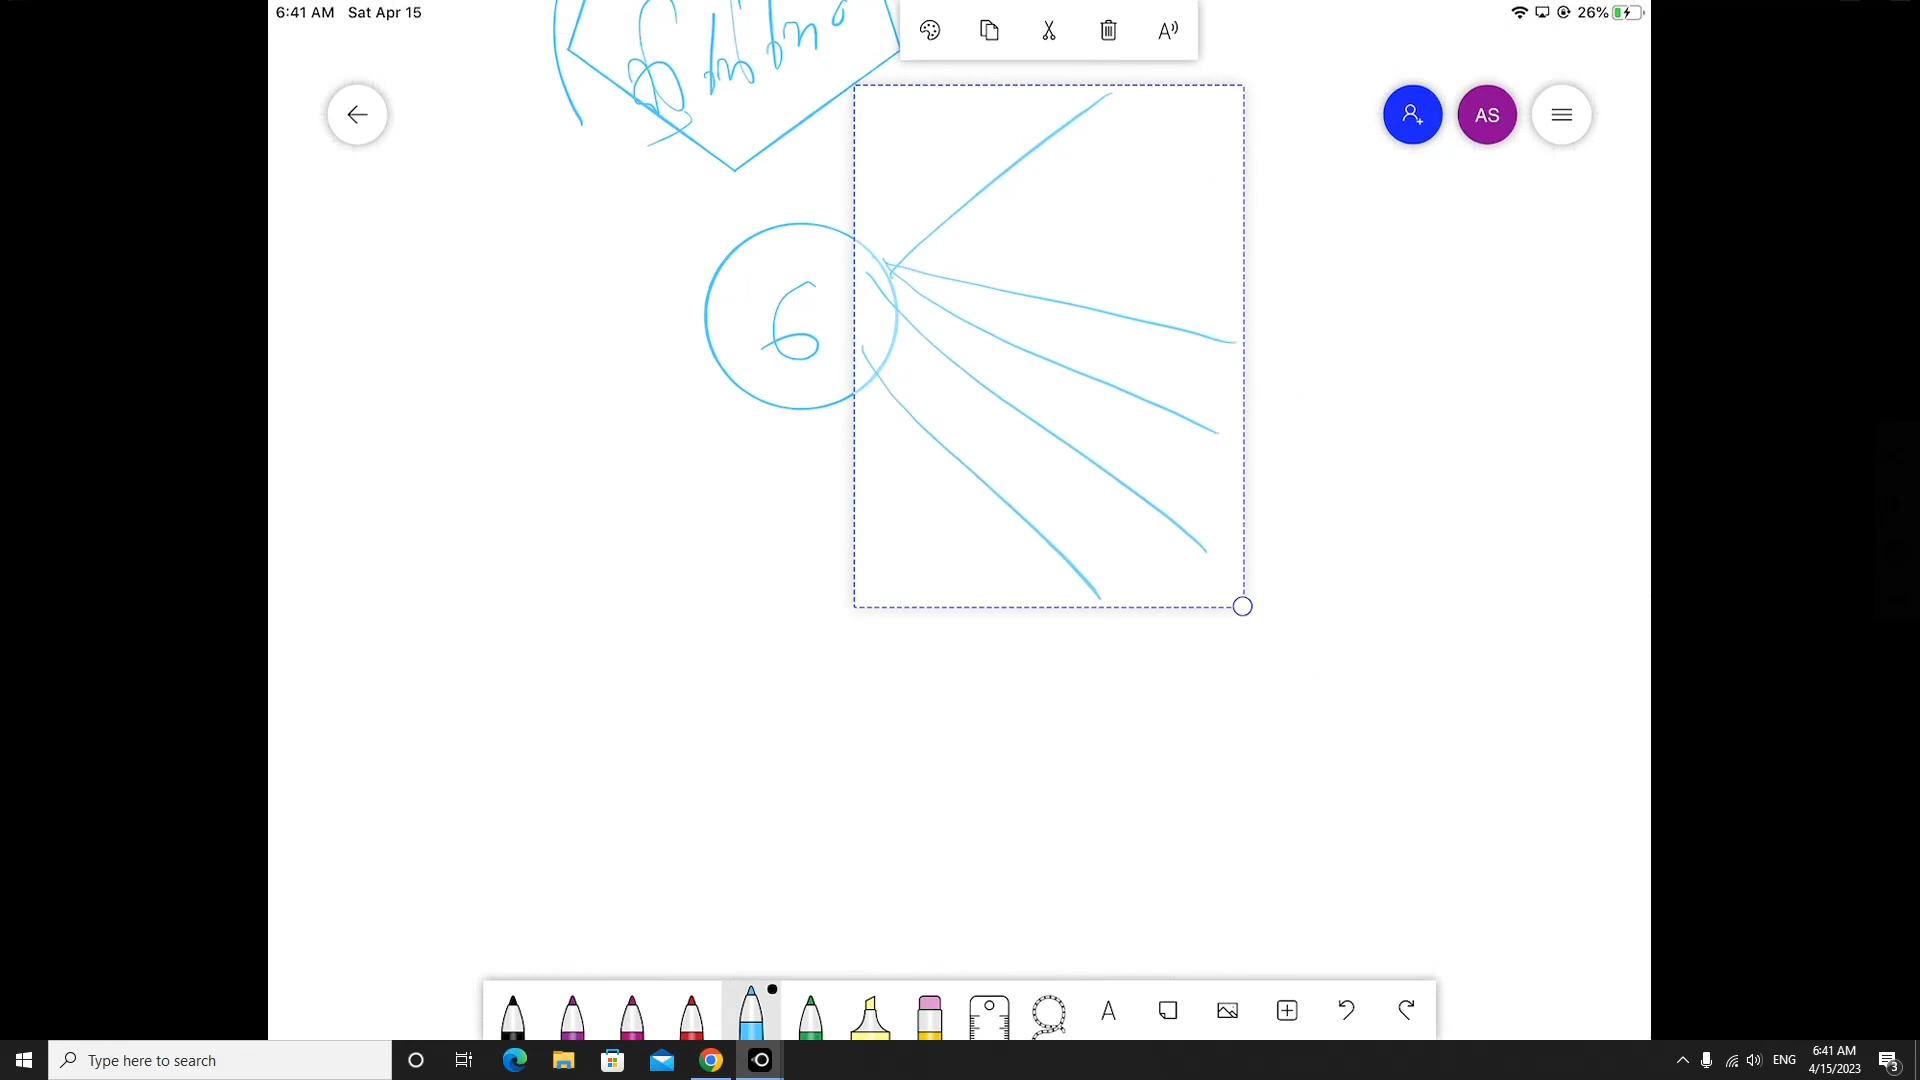 6:41 AM Sat Apr 15
26%
AS
6
A
Type here to search
ENG
6:41 AM
4/15/2023
3